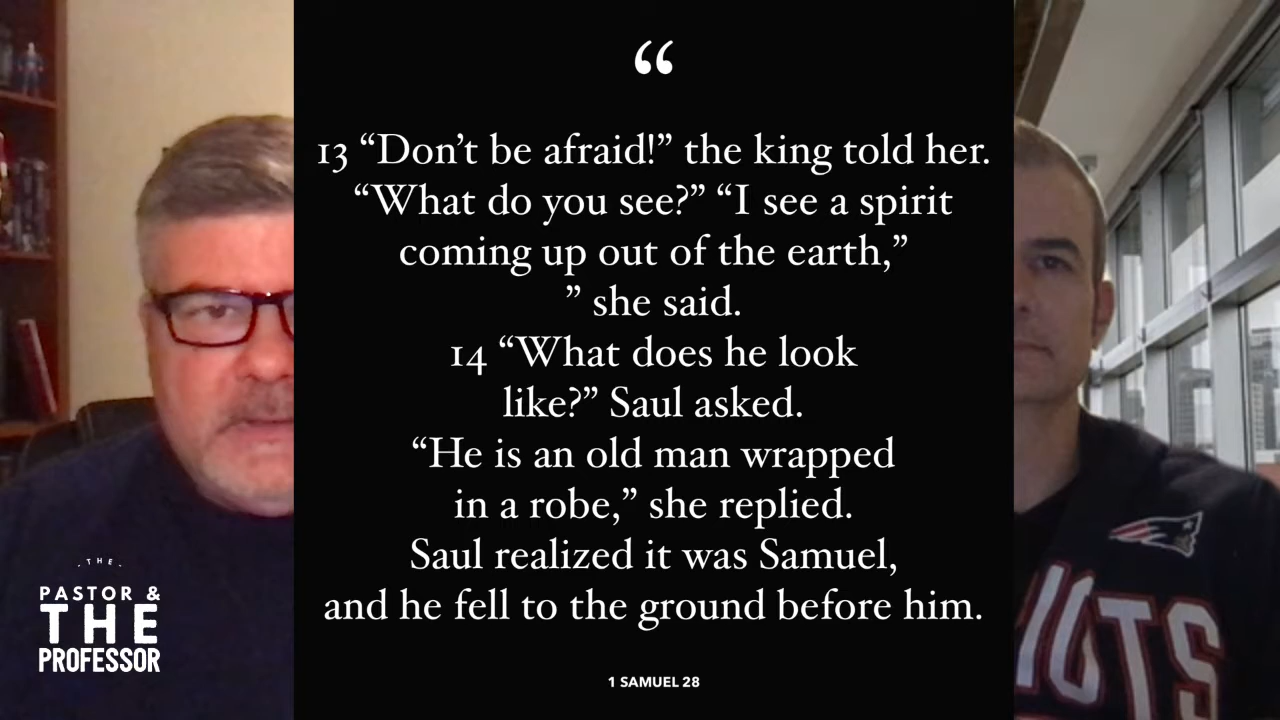 “
13 “Don’t be afraid!” the king told her.
“What do you see?” “I see a spirit
coming up out of the earth,”
” she said.
14 “What does he look
like?” Saul asked.
“He is an old man wrapped
in a robe,” she replied.
Saul realized it was Samuel,
and he fell to the ground before him.
1 SAMUEL 28
. THE .
PASTOR &
THE
PROFESSOR